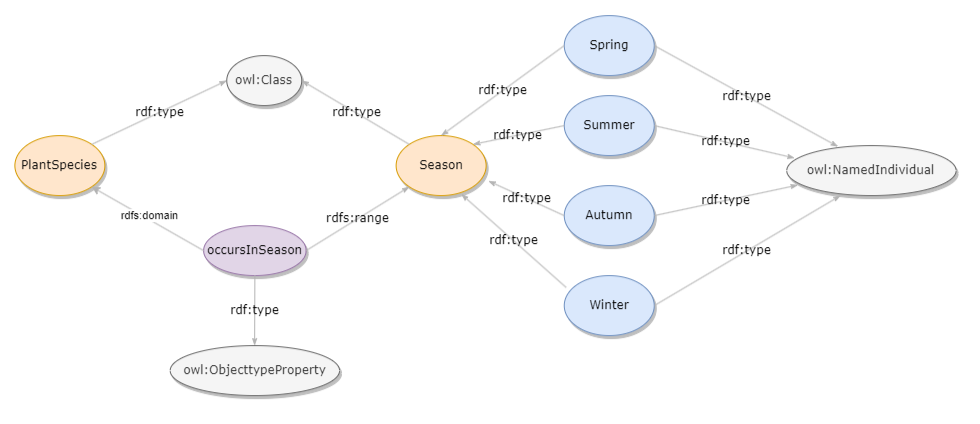 Spring
owl:Class
rdf:type
rdf:type
rdf:type
rdf:type
Summer
rdf:type
rdf:type
PlantSpecies
Season
owl:NamedIndividual
rdf:type
rdf:type
rdfs:domain
rdfs:range
Autumn
rdf:type
occursInSeason
rdf:type
rdf:type
Winter
owl:ObjecttypeProperty